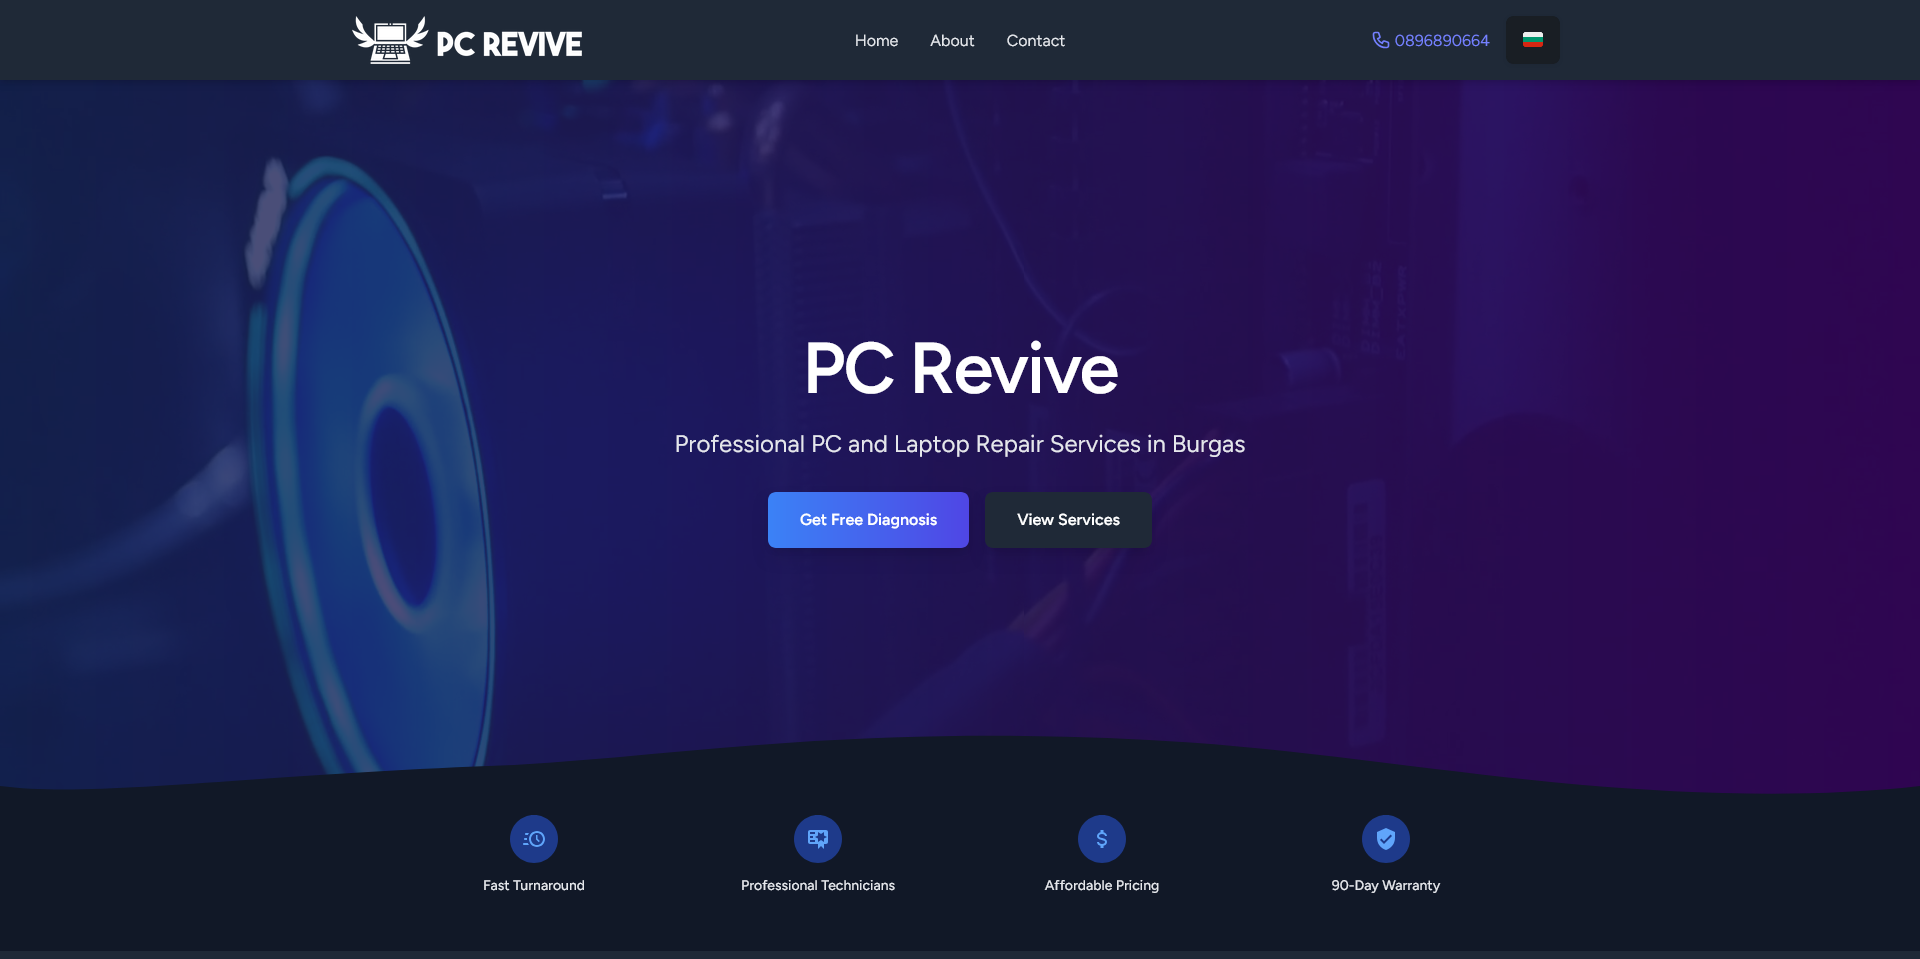 PC REVIVE
Home
About
Contact
0896890664
PC Revive
Professional PC and Laptop Repair Services in Burgas
Get Free Diagnosis
View Services
Fast Turnaround
Professional Technicians
Affordable Pricing
90-Day Warranty